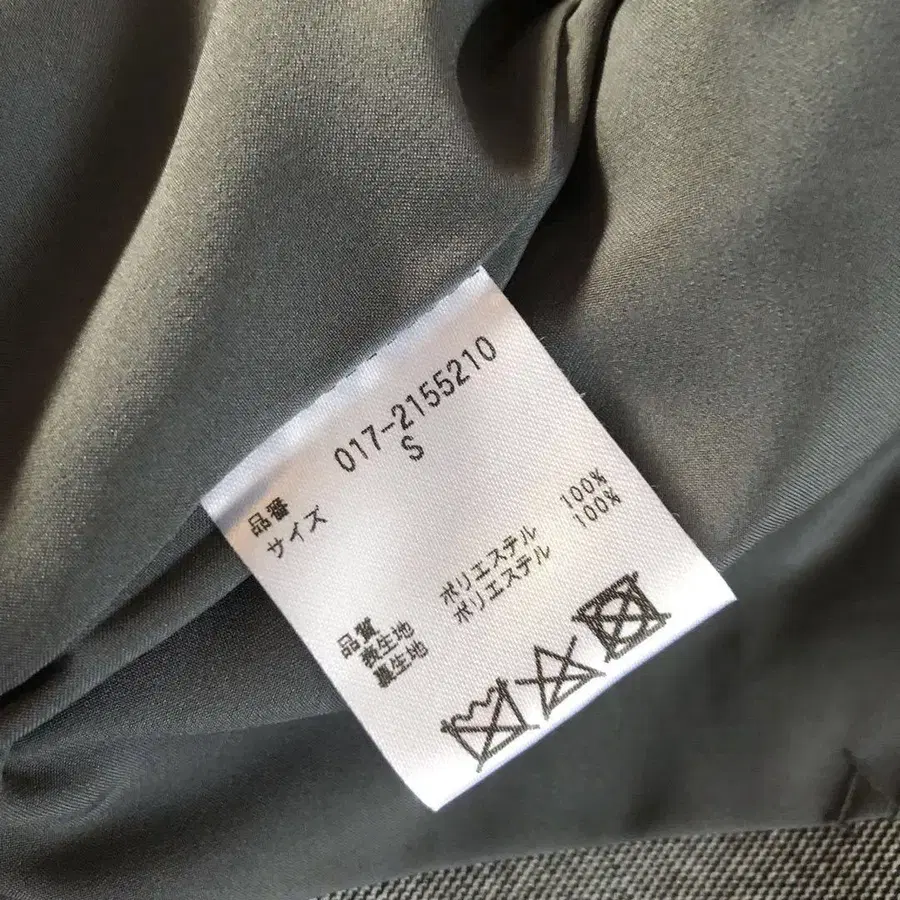 品番 017-2155210
サイズ S
品質
表生地 ポリエステル 100%
裏生地 ポリエステル 100%